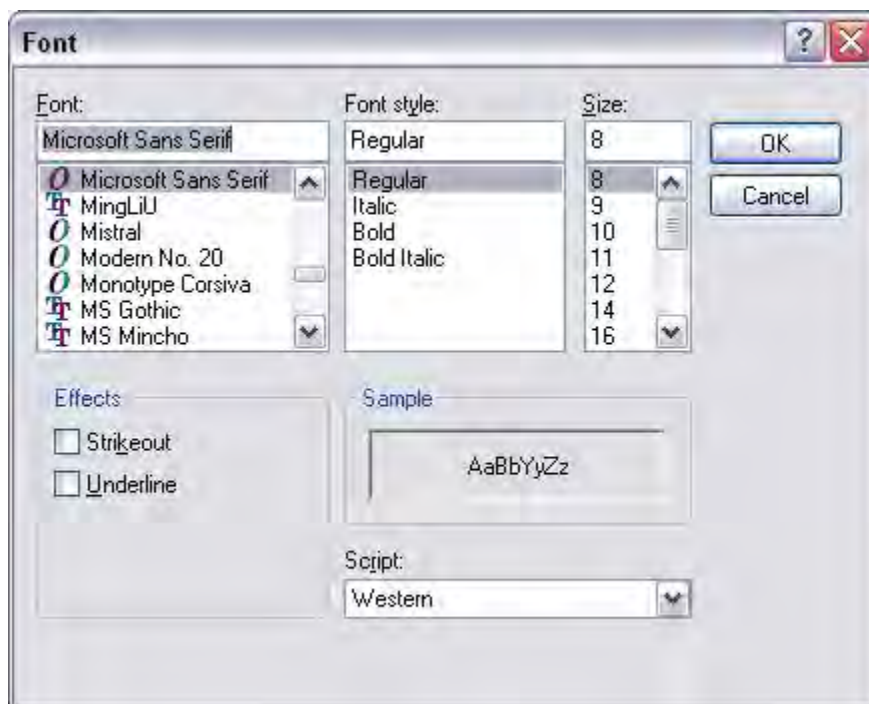 Font
Font:
Microsoft Sans Serif
Microsoft Sans Serif
MingLiU
Mistral
Modern No. 20
Monotype Corsiva
MS Gothic
MS Mincho
Font style:
Regular
Regular
Italic
Bold
Bold Italic
Size:
8
8
9
10
11
12
14
16
OK
Cancel
Effects
Strikeout
Underline
Sample
AaBbYyZz
Script:
Western